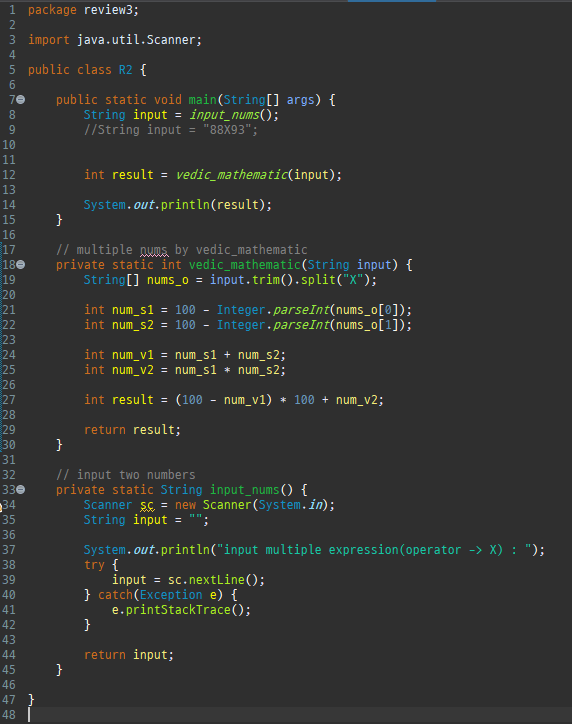 1 package review3;
2
3 import java.util.Scanner;
4
5 public class R2 {
6
7 public static void main(String[] args) {
8 String input = input_nums();
9 //String input = "88X93";
10
11
12 int result = vedic_mathematic(input);
13
14 System.out.println(result);
15 }
16
17 // multiple nums by vedic_mathematic
18 private static int vedic_mathematic(String input) {
19 String[] nums_o = input.trim().split("X");
20
21 int num_s1 = 100 - Integer.parseInt(nums_o[0]);
22 int num_s2 = 100 - Integer.parseInt(nums_o[1]);
23
24 int num_v1 = num_s1 + num_s2;
25 int num_v2 = num_s1 * num_s2;
26
27 int result = (100 - num_v1) * 100 + num_v2;
28
29 return result;
30 }
31
32 // input two numbers
33 private static String input_nums() {
34 Scanner sc = new Scanner(System.in);
35 String input = "";
36
37 System.out.println("input multiple expression(operator -> X) : ");
38 try {
39 input = sc.nextLine();
40 } catch(Exception e) {
41 e.printStackTrace();
42 }
43
44 return input;
45 }
46
47 }
48